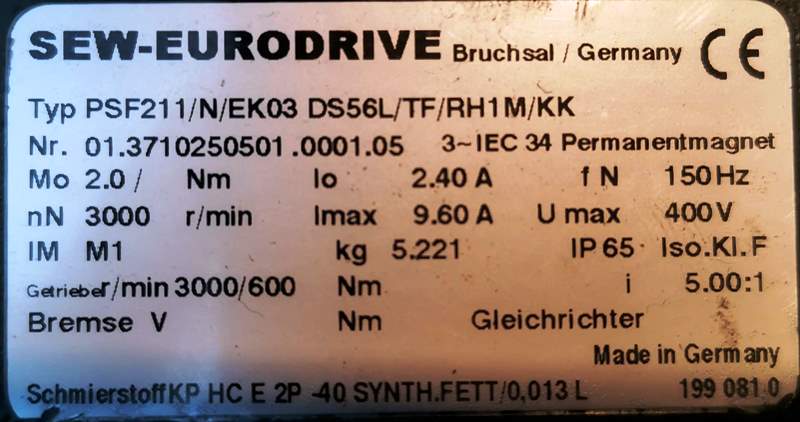 SEW-EURODRIVE Bruchsal / Germany CE
Typ PSF211/N/EK03 DS56L/TF/RH1M/KK
Nr. 01.3710250501.0001.05 3~IEC 34 Permanentmagnet
Mo 2.0 / Nm Io 2.40 A f N 150 Hz
nN 3000 r/min Imax 9.60 A U max 400 V
IM M1 kg 5.221 IP 65 Iso.Kl. F
Getriebe r/min 3000/600 Nm i 5.00:1
Bremse V Nm Gleichrichter
Made in Germany
Schmierstoff KP HC E 2P -40 SYNTH.FETT/0,013 L 199 081 0